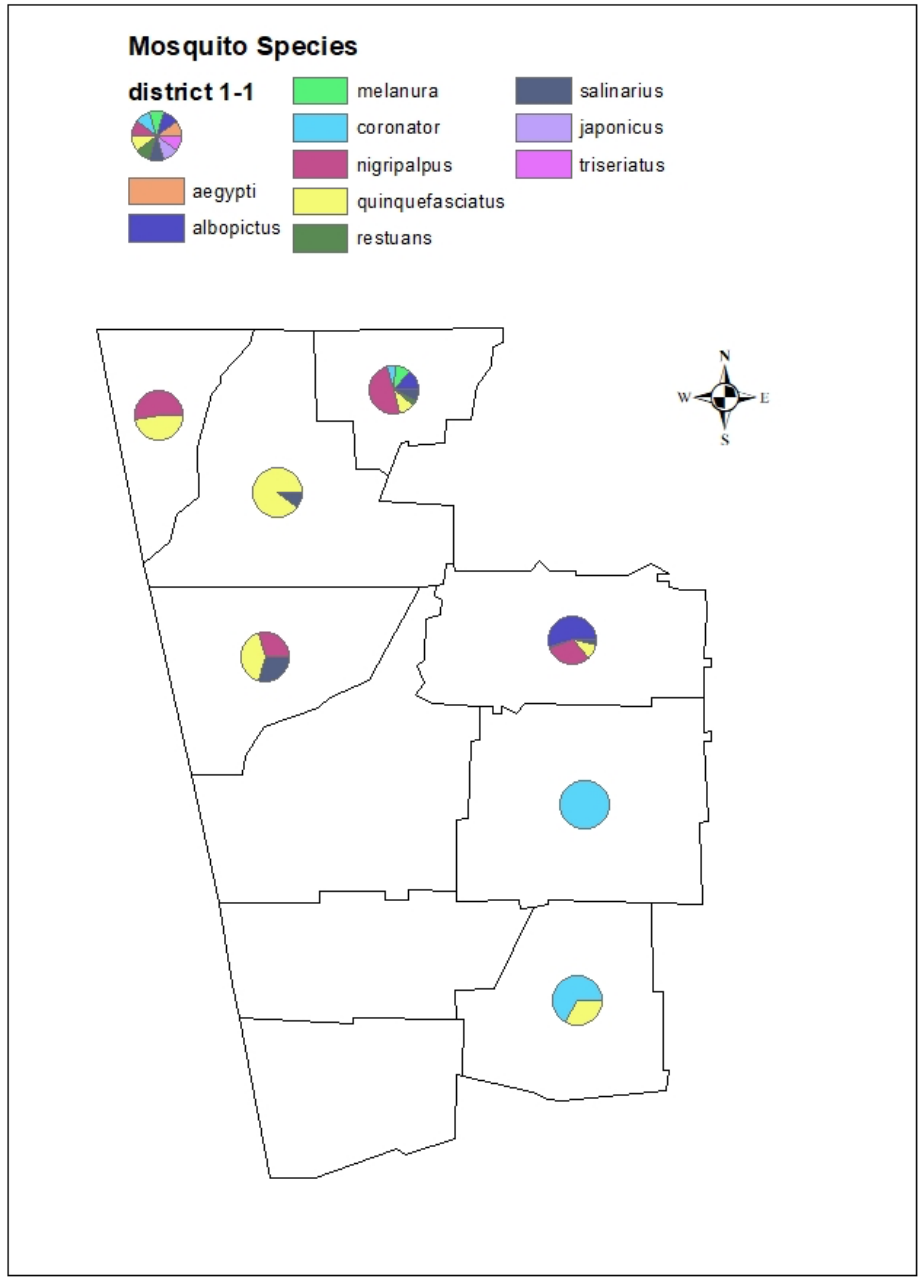 Mosquito Species
district 1-1
aegypti
albopictus
melanura
coronator
nigripalpus
quinquefasciatus
restuans
salinarius
japonicus
triseriatus
N
W E
S